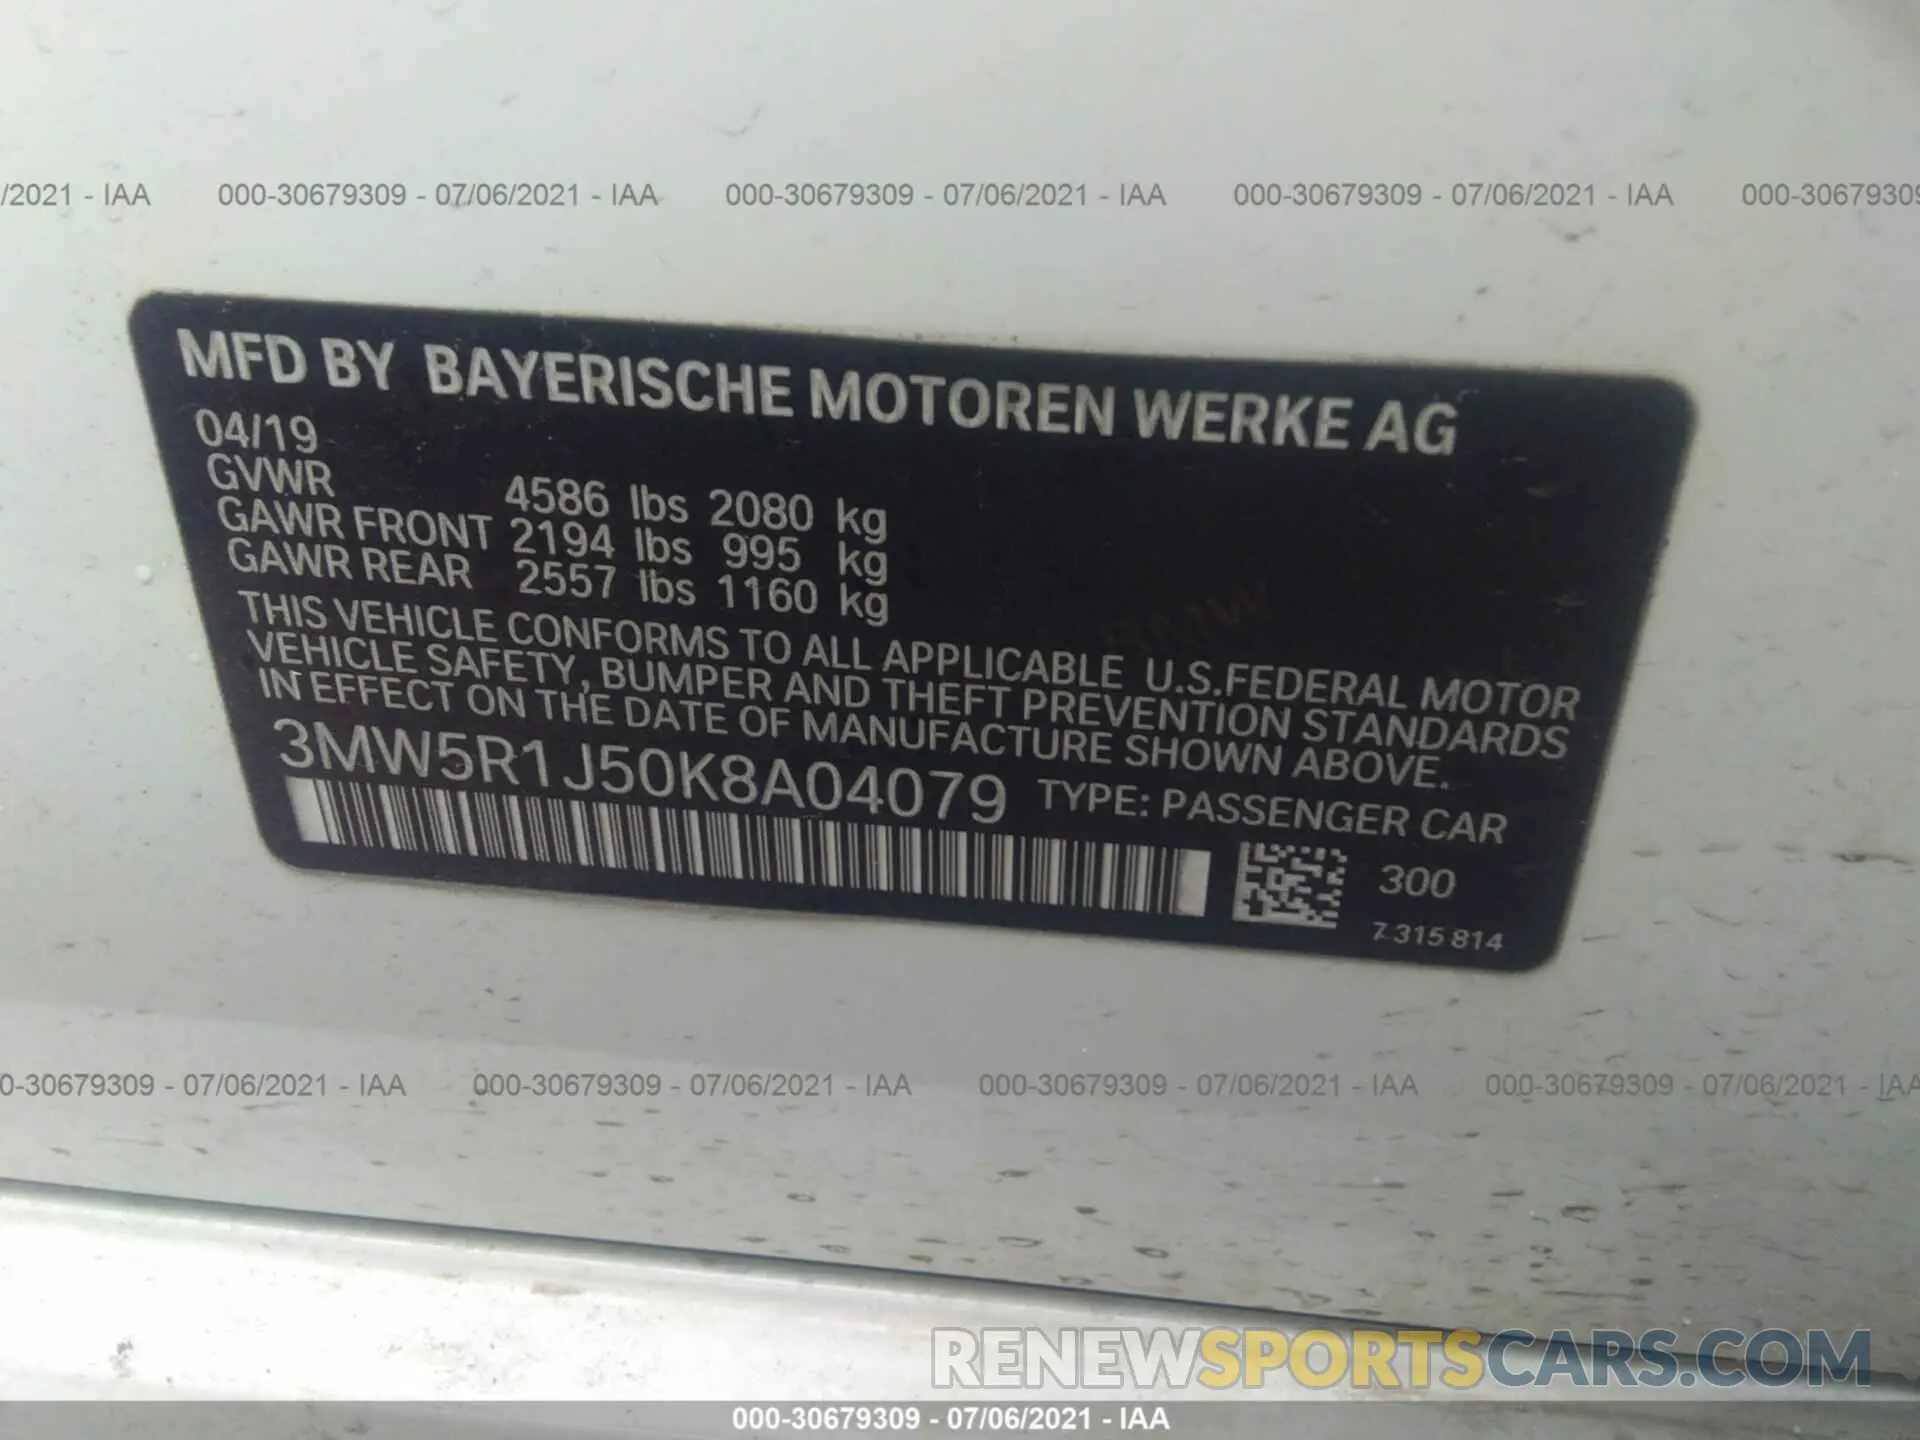 /2021 - IAA 000-30679309 - 07/06/2021 - IAA 000-30679309 - 07/06/2021 - IAA 000-30679309 - 07/06/2021 - IAA 000-30679309
MFD BY BAYERISCHE MOTOREN WERKE AG
04/19
GVWR 4586 lbs 2080 kg
GAWR FRONT 2194 lbs 995 kg
GAWR REAR 2557 lbs 1160 kg
THIS VEHICLE CONFORMS TO ALL APPLICABLE U.S.FEDERAL MOTOR
VEHICLE SAFETY, BUMPER AND THEFT PREVENTION STANDARDS
IN EFFECT ON THE DATE OF MANUFACTURE SHOWN ABOVE.
3MW5R1J50K8A04079 TYPE: PASSENGER CAR
300
7 315 814
0-30679309 - 07/06/2021 - IAA 000-30679309 - 07/06/2021 - IAA 000-30679309 - 07/06/2021 - IAA 000-30679309 - 07/06/2021 - IAA
RENEWSPORTSCARS.COM
000-30679309 - 07/06/2021 - IAA